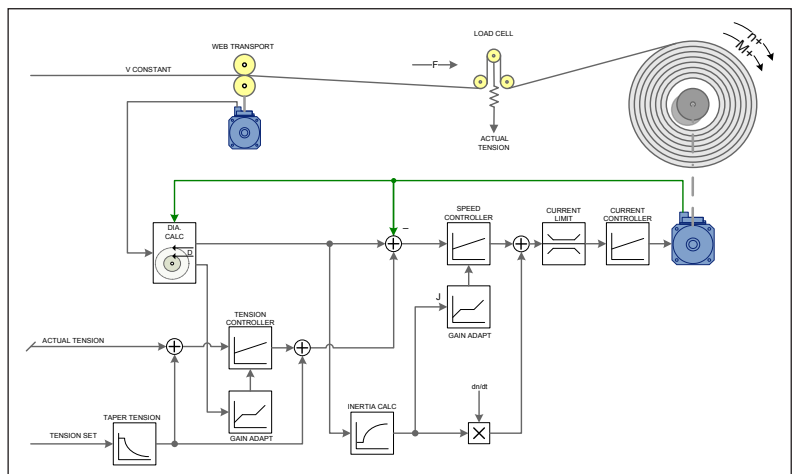 WEB TRANSPORT
LOAD CELL
V CONSTANT
F
n+
M+
ACTUAL
TENSION
DIA.
CALC
D
–
SPEED
CONTROLLER
CURRENT
LIMIT
CURRENT
CONTROLLER
J
GAIN ADAPT
TENSION
CONTROLLER
ACTUAL TENSION
dn/dt
GAIN ADAPT
INERTIA CALC
TAPER TENSION
TENSION SET